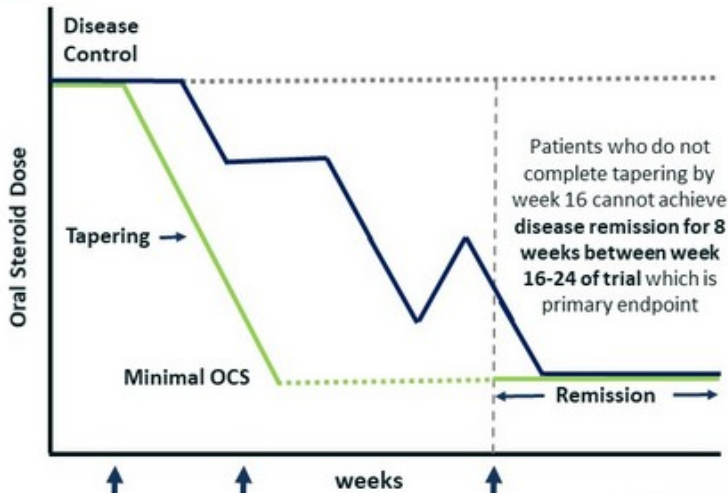 Disease
Control
Oral Steroid Dose
Patients who do not
complete tapering by
week 16 cannot achieve
disease remission for 8
weeks between week
16-24 of trial which is
primary endpoint
Tapering
Minimal OCS
Remission
weeks